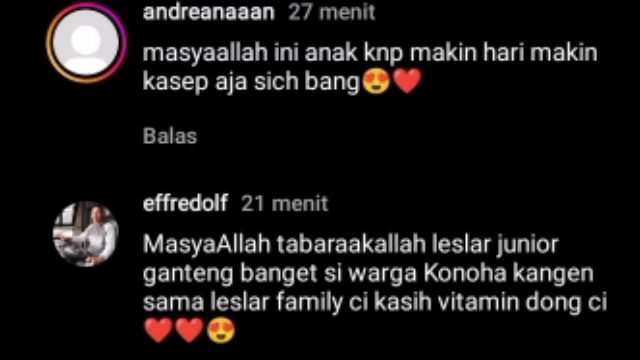 andreanaaan 27 menit
masyaallah ini anak knp makin hari makin
kasep aja sich bang😍❤️
Balas
effredolf 21 menit
MasyaAllah tabaraakallah leslar junior
ganteng banget si warga Konoha kangen
sama leslar family ci kasih vitamin dong ci
❤️❤️😍